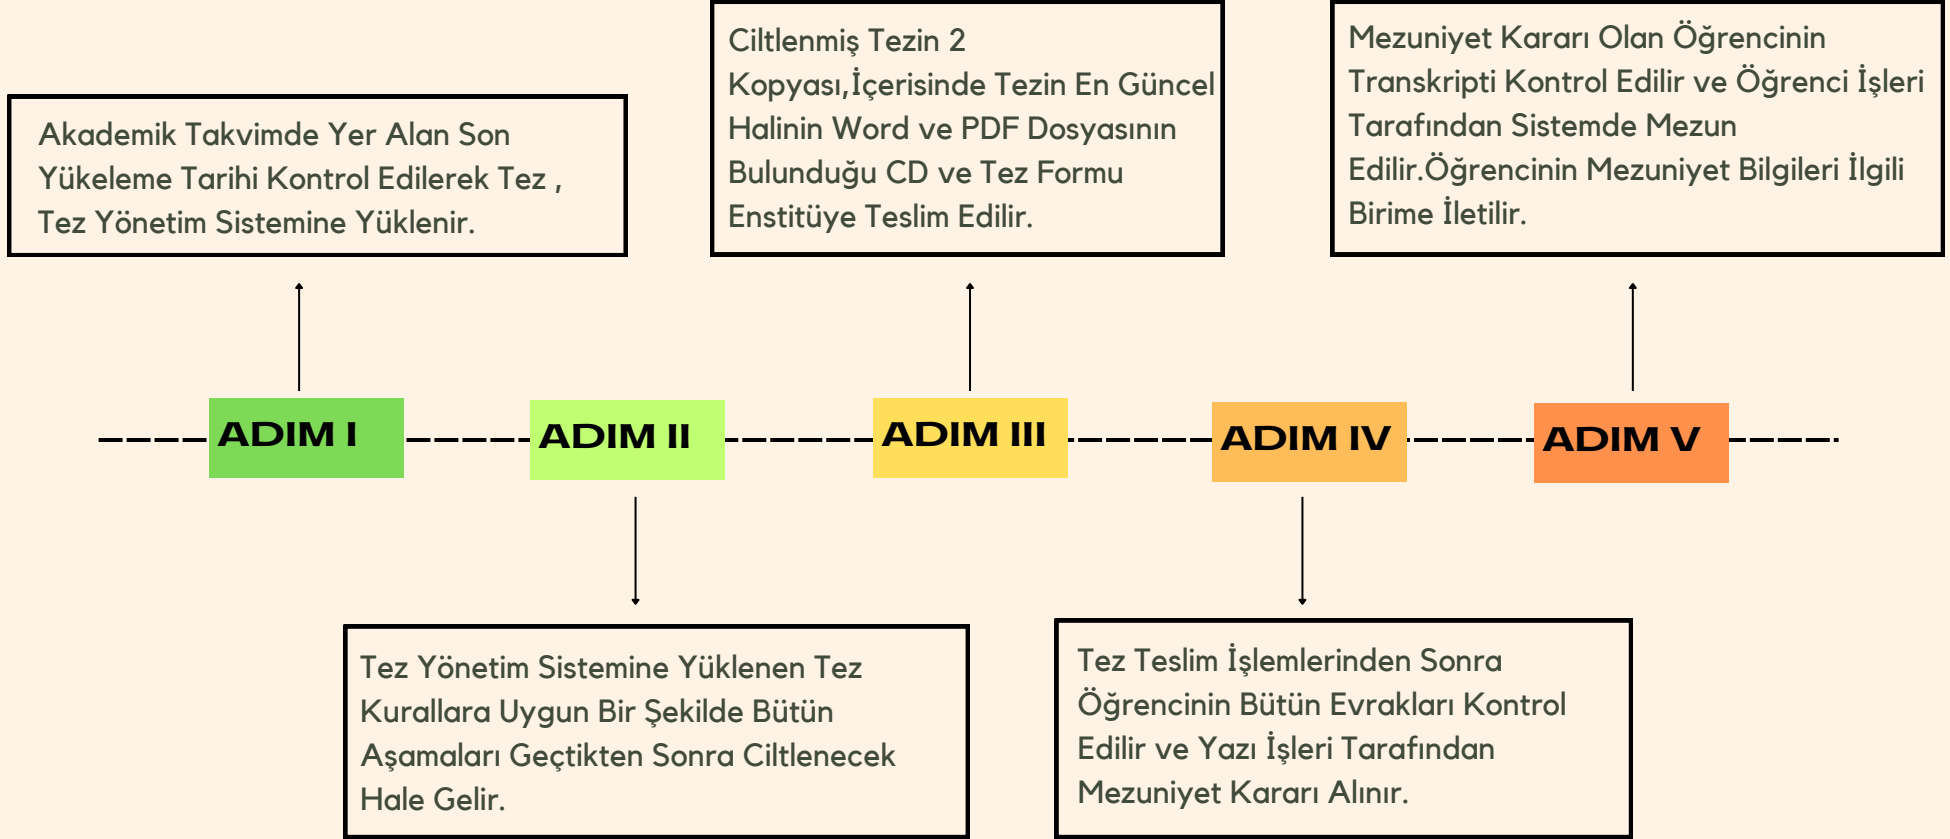 Akademik Takvimde Yer Alan Son
Yükeleme Tarihi Kontrol Edilerek Tez ,
Tez Yönetim Sistemine Yüklenir.
Ciltlenmiş Tezin 2
Kopyası,İçerisinde Tezin En Güncel
Halinin Word ve PDF Dosyasının
Bulunduğu CD ve Tez Formu
Enstitüye Teslim Edilir.
Mezuniyet Kararı Olan Öğrencinin
Transkripti Kontrol Edilir ve Öğrenci İşleri
Tarafından Sistemde Mezun
Edilir.Öğrencinin Mezuniyet Bilgileri İlgili
Birime İletilir.
ADIM I
ADIM II
ADIM III
ADIM IV
ADIM V
Tez Yönetim Sistemine Yüklenen Tez
Kurallara Uygun Bir Şekilde Bütün
Aşamaları Geçtikten Sonra Ciltlenecek
Hale Gelir.
Tez Teslim İşlemlerinden Sonra
Öğrencinin Bütün Evrakları Kontrol
Edilir ve Yazı İşleri Tarafından
Mezuniyet Kararı Alınır.